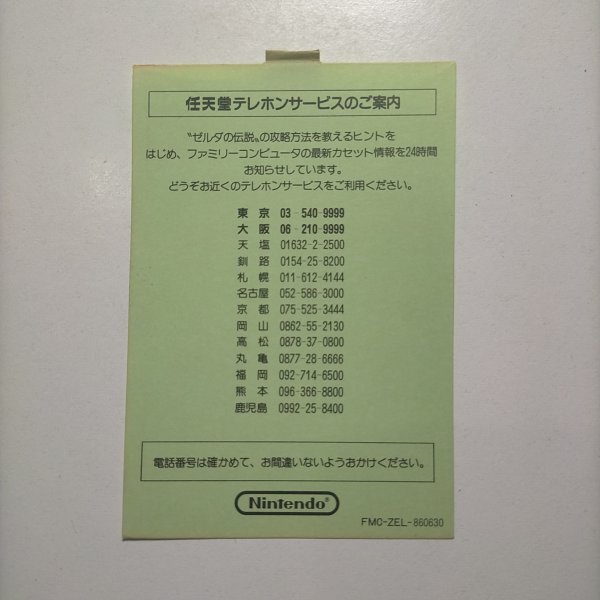 任天堂テレホンサービスのご案内
〝ゼルダの伝説〟の攻略方法を教えるヒントを
はじめ、ファミリーコンピュータの最新カセット情報を24時間
お知らせしています。
どうぞお近くのテレホンサービスをご利用ください。
東京 03-540-9999
大阪 06-210-9999
天塩 01632-2-2500
釧路 0154-25-8200
札幌 011-612-4144
名古屋 052-586-3000
京都 075-525-3444
岡山 0862-55-2130
高松 0878-37-0800
丸亀 0877-28-6666
福岡 092-714-6500
熊本 096-366-8800
鹿児島 0992-25-8400
電話番号は確かめて、お間違いないようおかけください。
Nintendo®
FMC-ZEL-860630